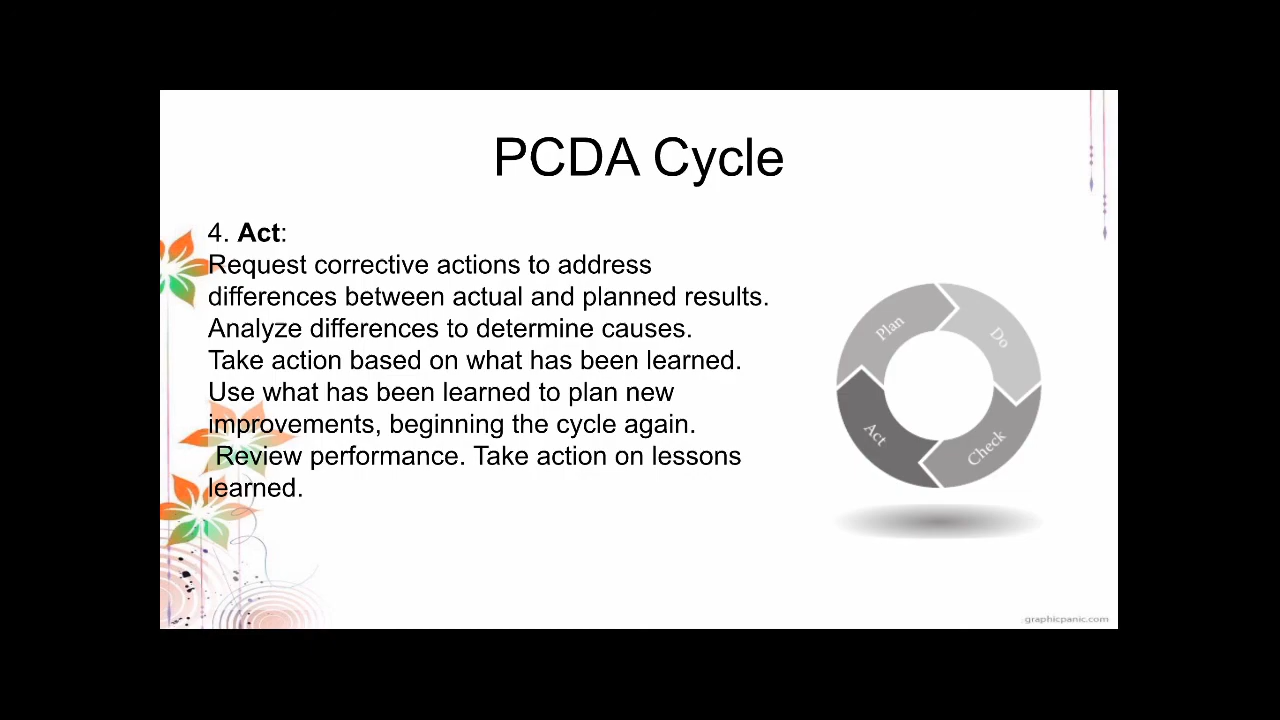 PCDA Cycle
4. Act:
Request corrective actions to address
differences between actual and planned results.
Analyze differences to determine causes.
Take action based on what has been learned.
Use what has been learned to plan new
improvements, beginning the cycle again.
Review performance. Take action on lessons
learned.
Plan
Do
Act
Check
graphicpanic.com